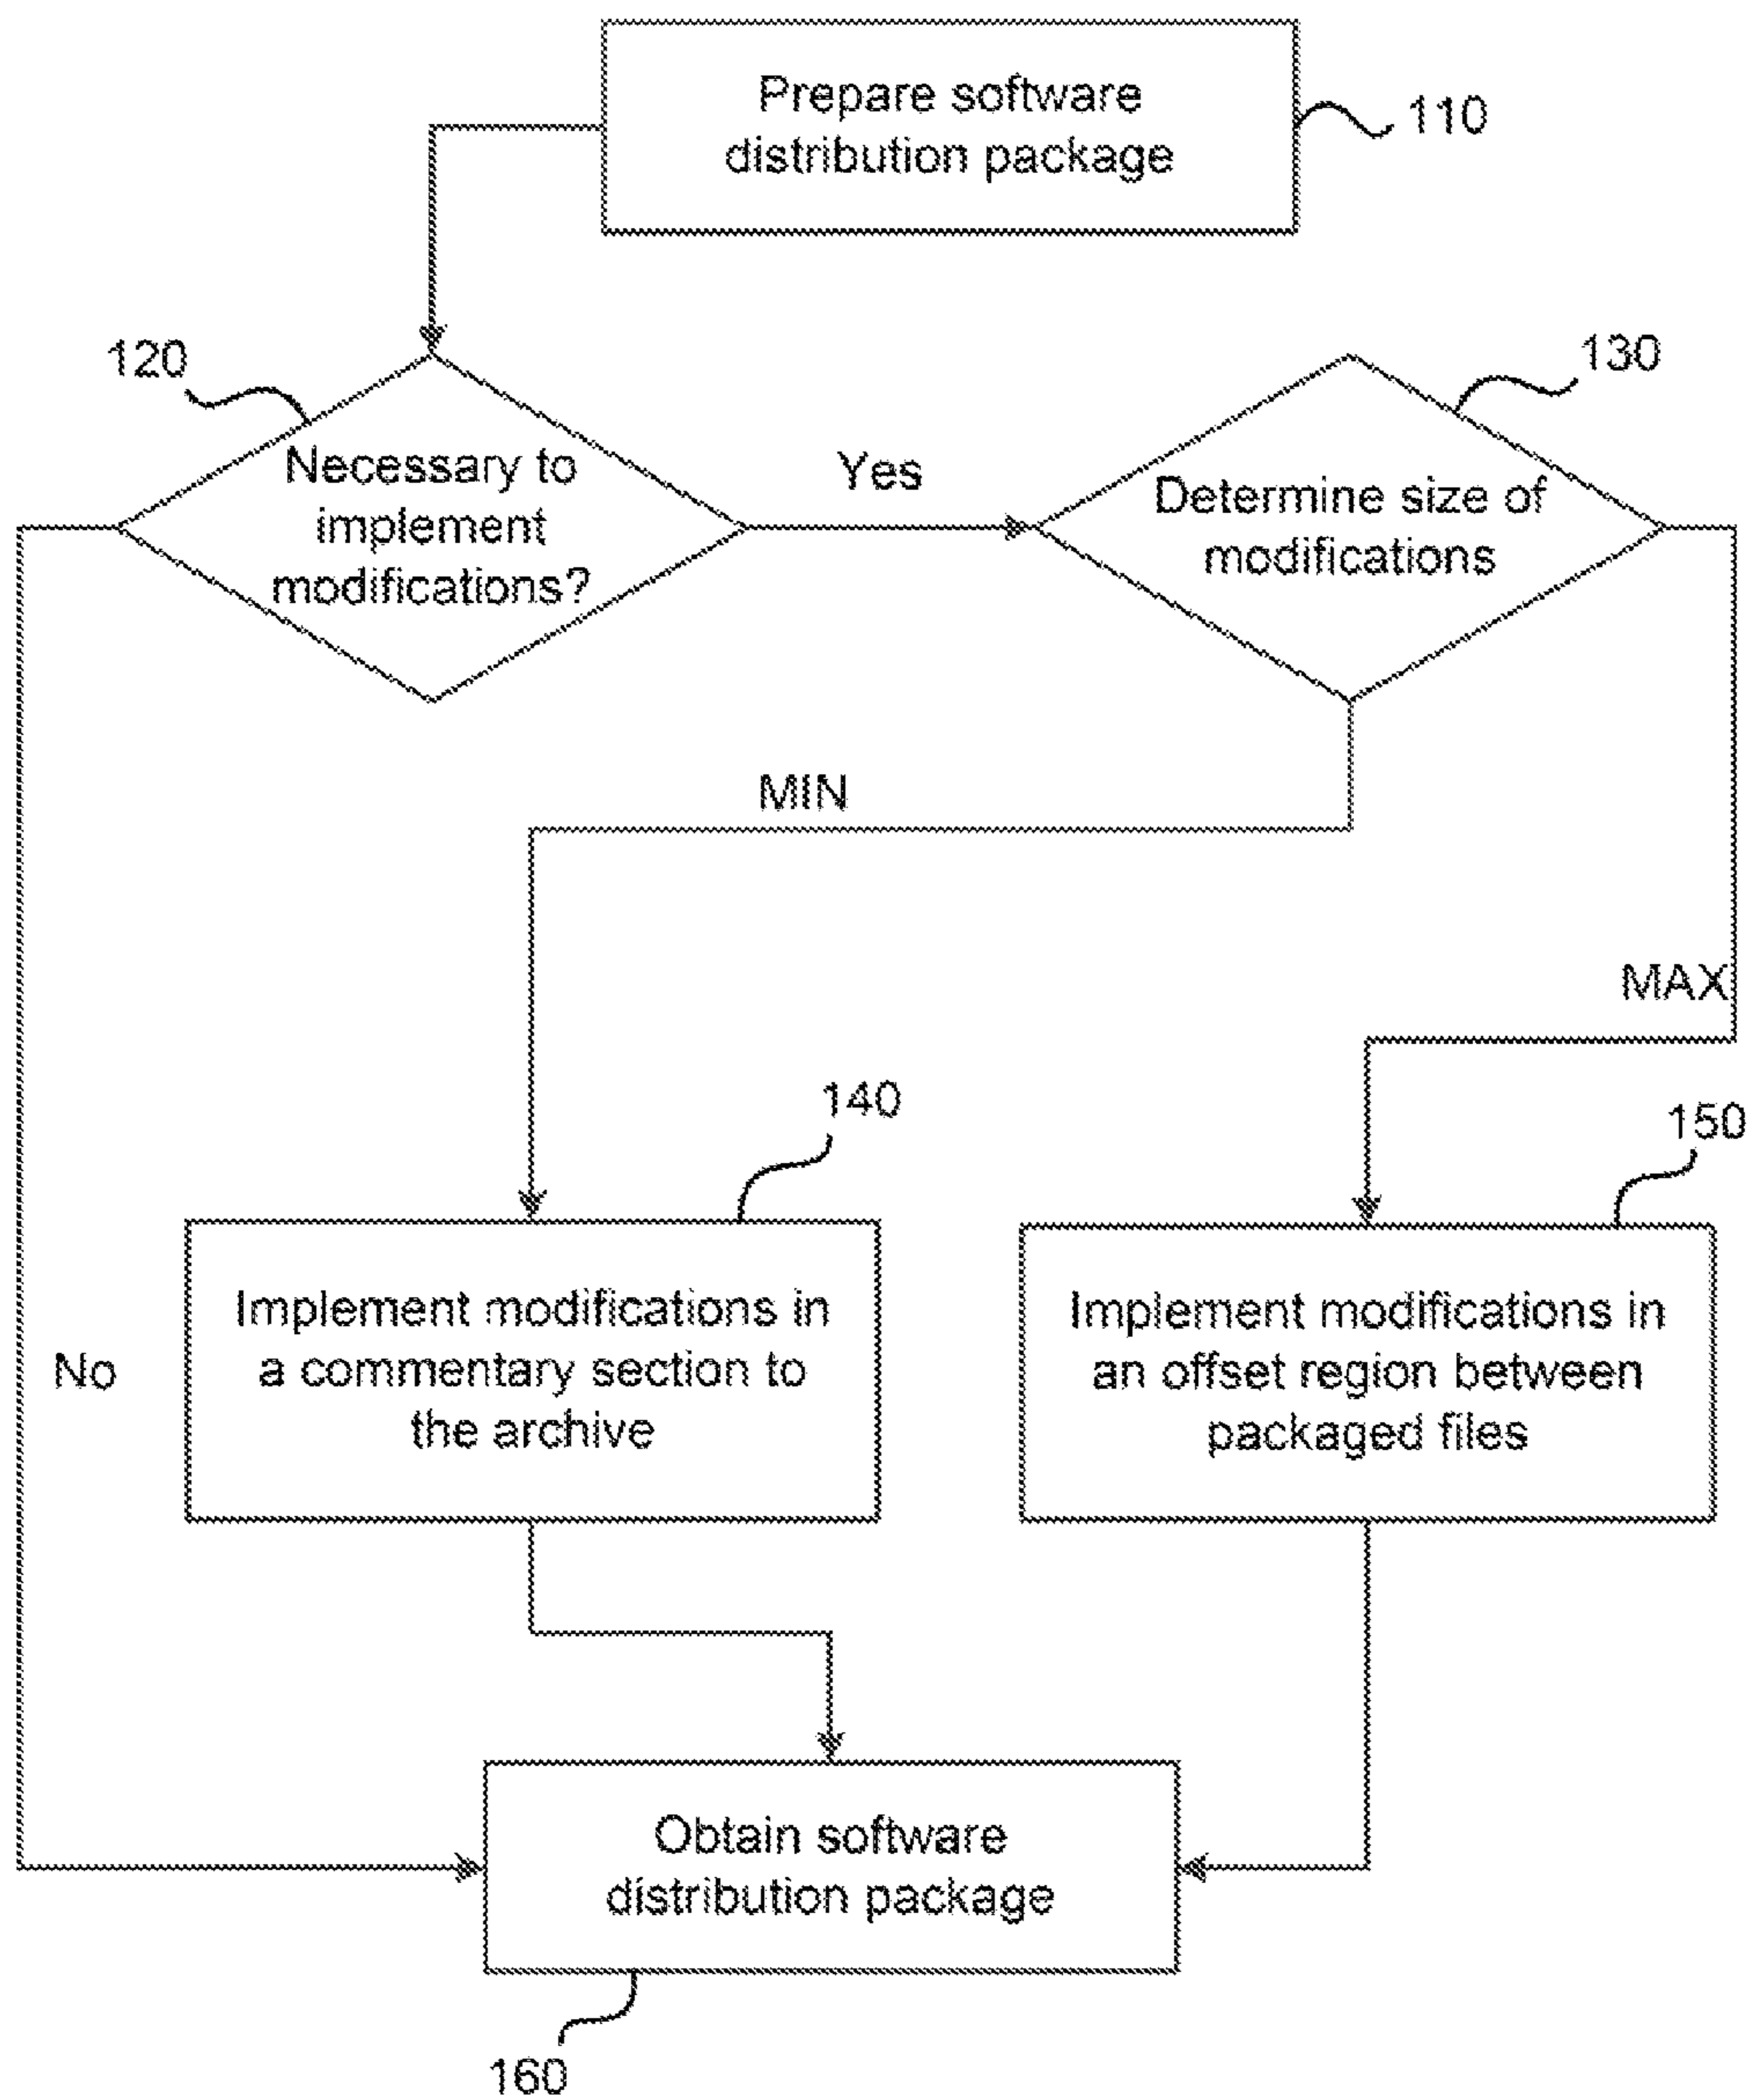 Prepare software
distribution package
110
120
Necessary to
implement
modifications?
Yes
130
Determine size of
modifications
MIN
MAX
140
150
Implement modifications in
a commentary section to
the archive
Implement modifications in
an offset region between
packaged files
No
Obtain software
distribution package
160